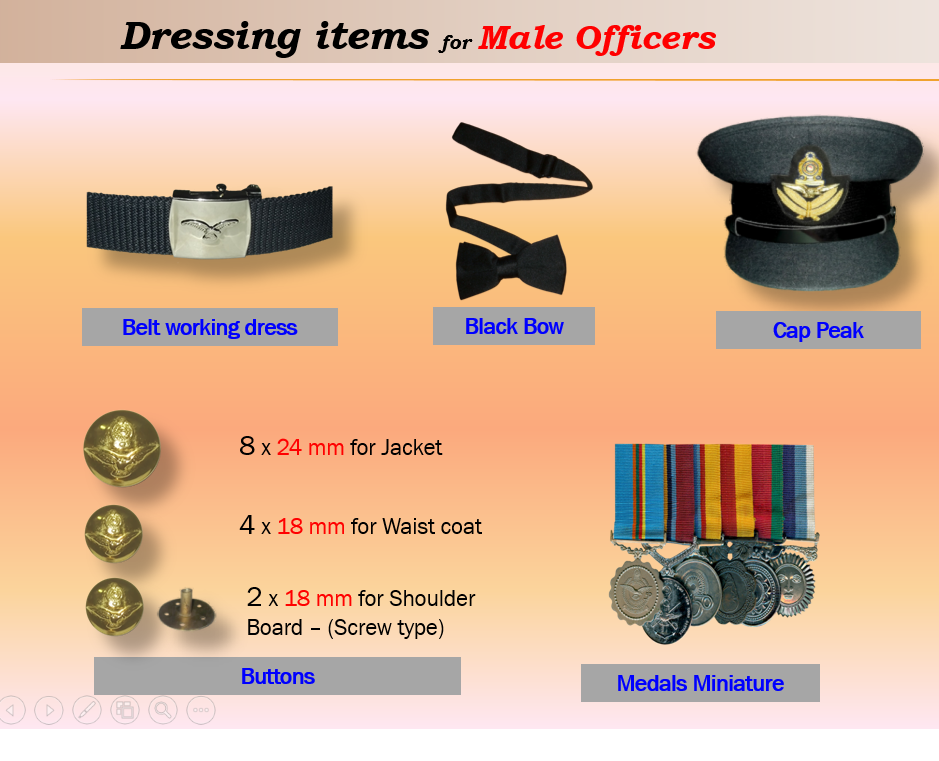 Dressing items for Male Officers
Belt working dress
Black Bow
Cap Peak
8 x 24 mm for Jacket
4 x 18 mm for Waist coat
2 x 18 mm for Shoulder
Board – (Screw type)
Buttons
Medals Miniature